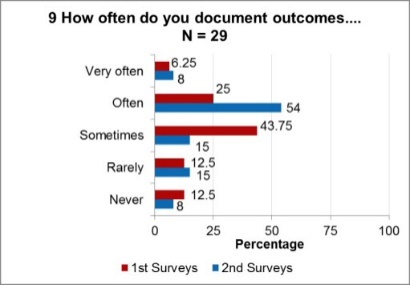 9 How often do you document outcomes....
N = 29
Very often
6.25
8
Often
25
54
Sometimes
43.75
15
Rarely
12.5
15
Never
12.5
8
0 25 50 75 100
Percentage
1st Surveys 2nd Surveys